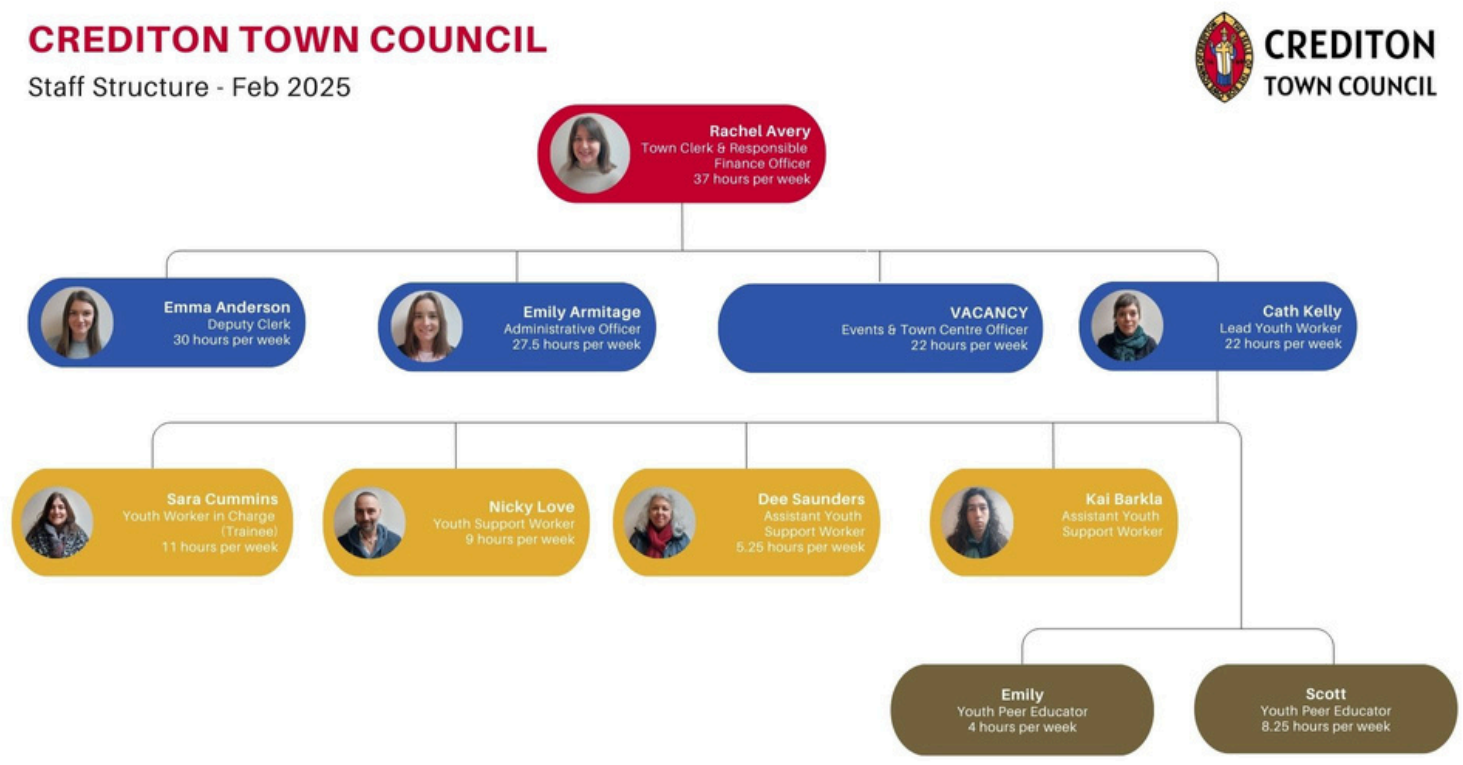 CREDITON TOWN COUNCIL
Staff Structure - Feb 2025
CREDITON
TOWN COUNCIL
Rachel Avery
Town Clerk & Responsible
Finance Officer
37 hours per week
Emma Anderson
Deputy Clerk
30 hours per week
Emily Armitage
Administrative Officer
27.5 hours per week
VACANCY
Events & Town Centre Officer
22 hours per week
Cath Kelly
Lead Youth Worker
22 hours per week
Sara Cummins
Youth Worker in Charge
(Trainee)
11 hours per week
Nicky Love
Youth Support Worker
9 hours per week
Dee Saunders
Assistant Youth
Support Worker
5.25 hours per week
Kai Barkla
Assistant Youth
Support Worker
Emily
Youth Peer Educator
4 hours per week
Scott
Youth Peer Educator
8.25 hours per week